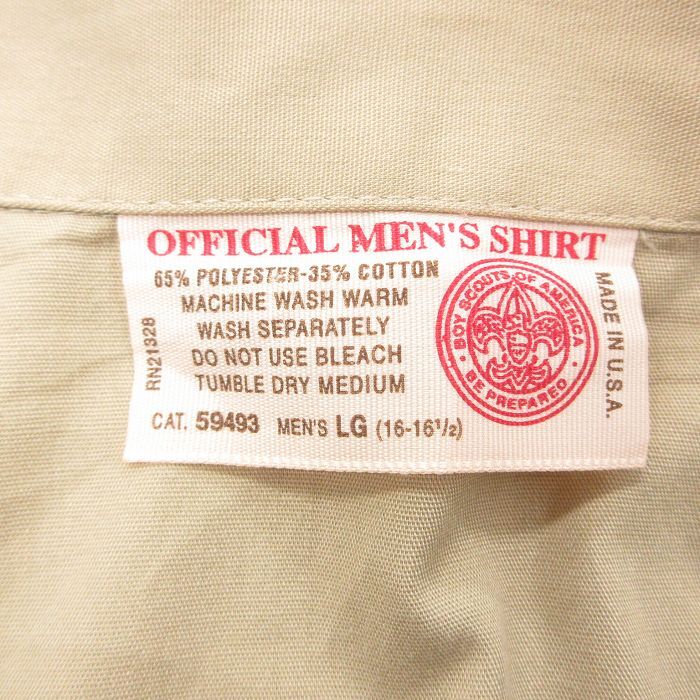 OFFICIAL MEN'S SHIRT
65% POLYESTER-35% COTTON
MACHINE WASH WARM
WASH SEPARATELY
DO NOT USE BLEACH
TUMBLE DRY MEDIUM
CAT. 59493 MEN'S LG (16-16½)
RN21328
BOY SCOUTS OF AMERICA
• BE PREPARED •
MADE IN U.S.A.